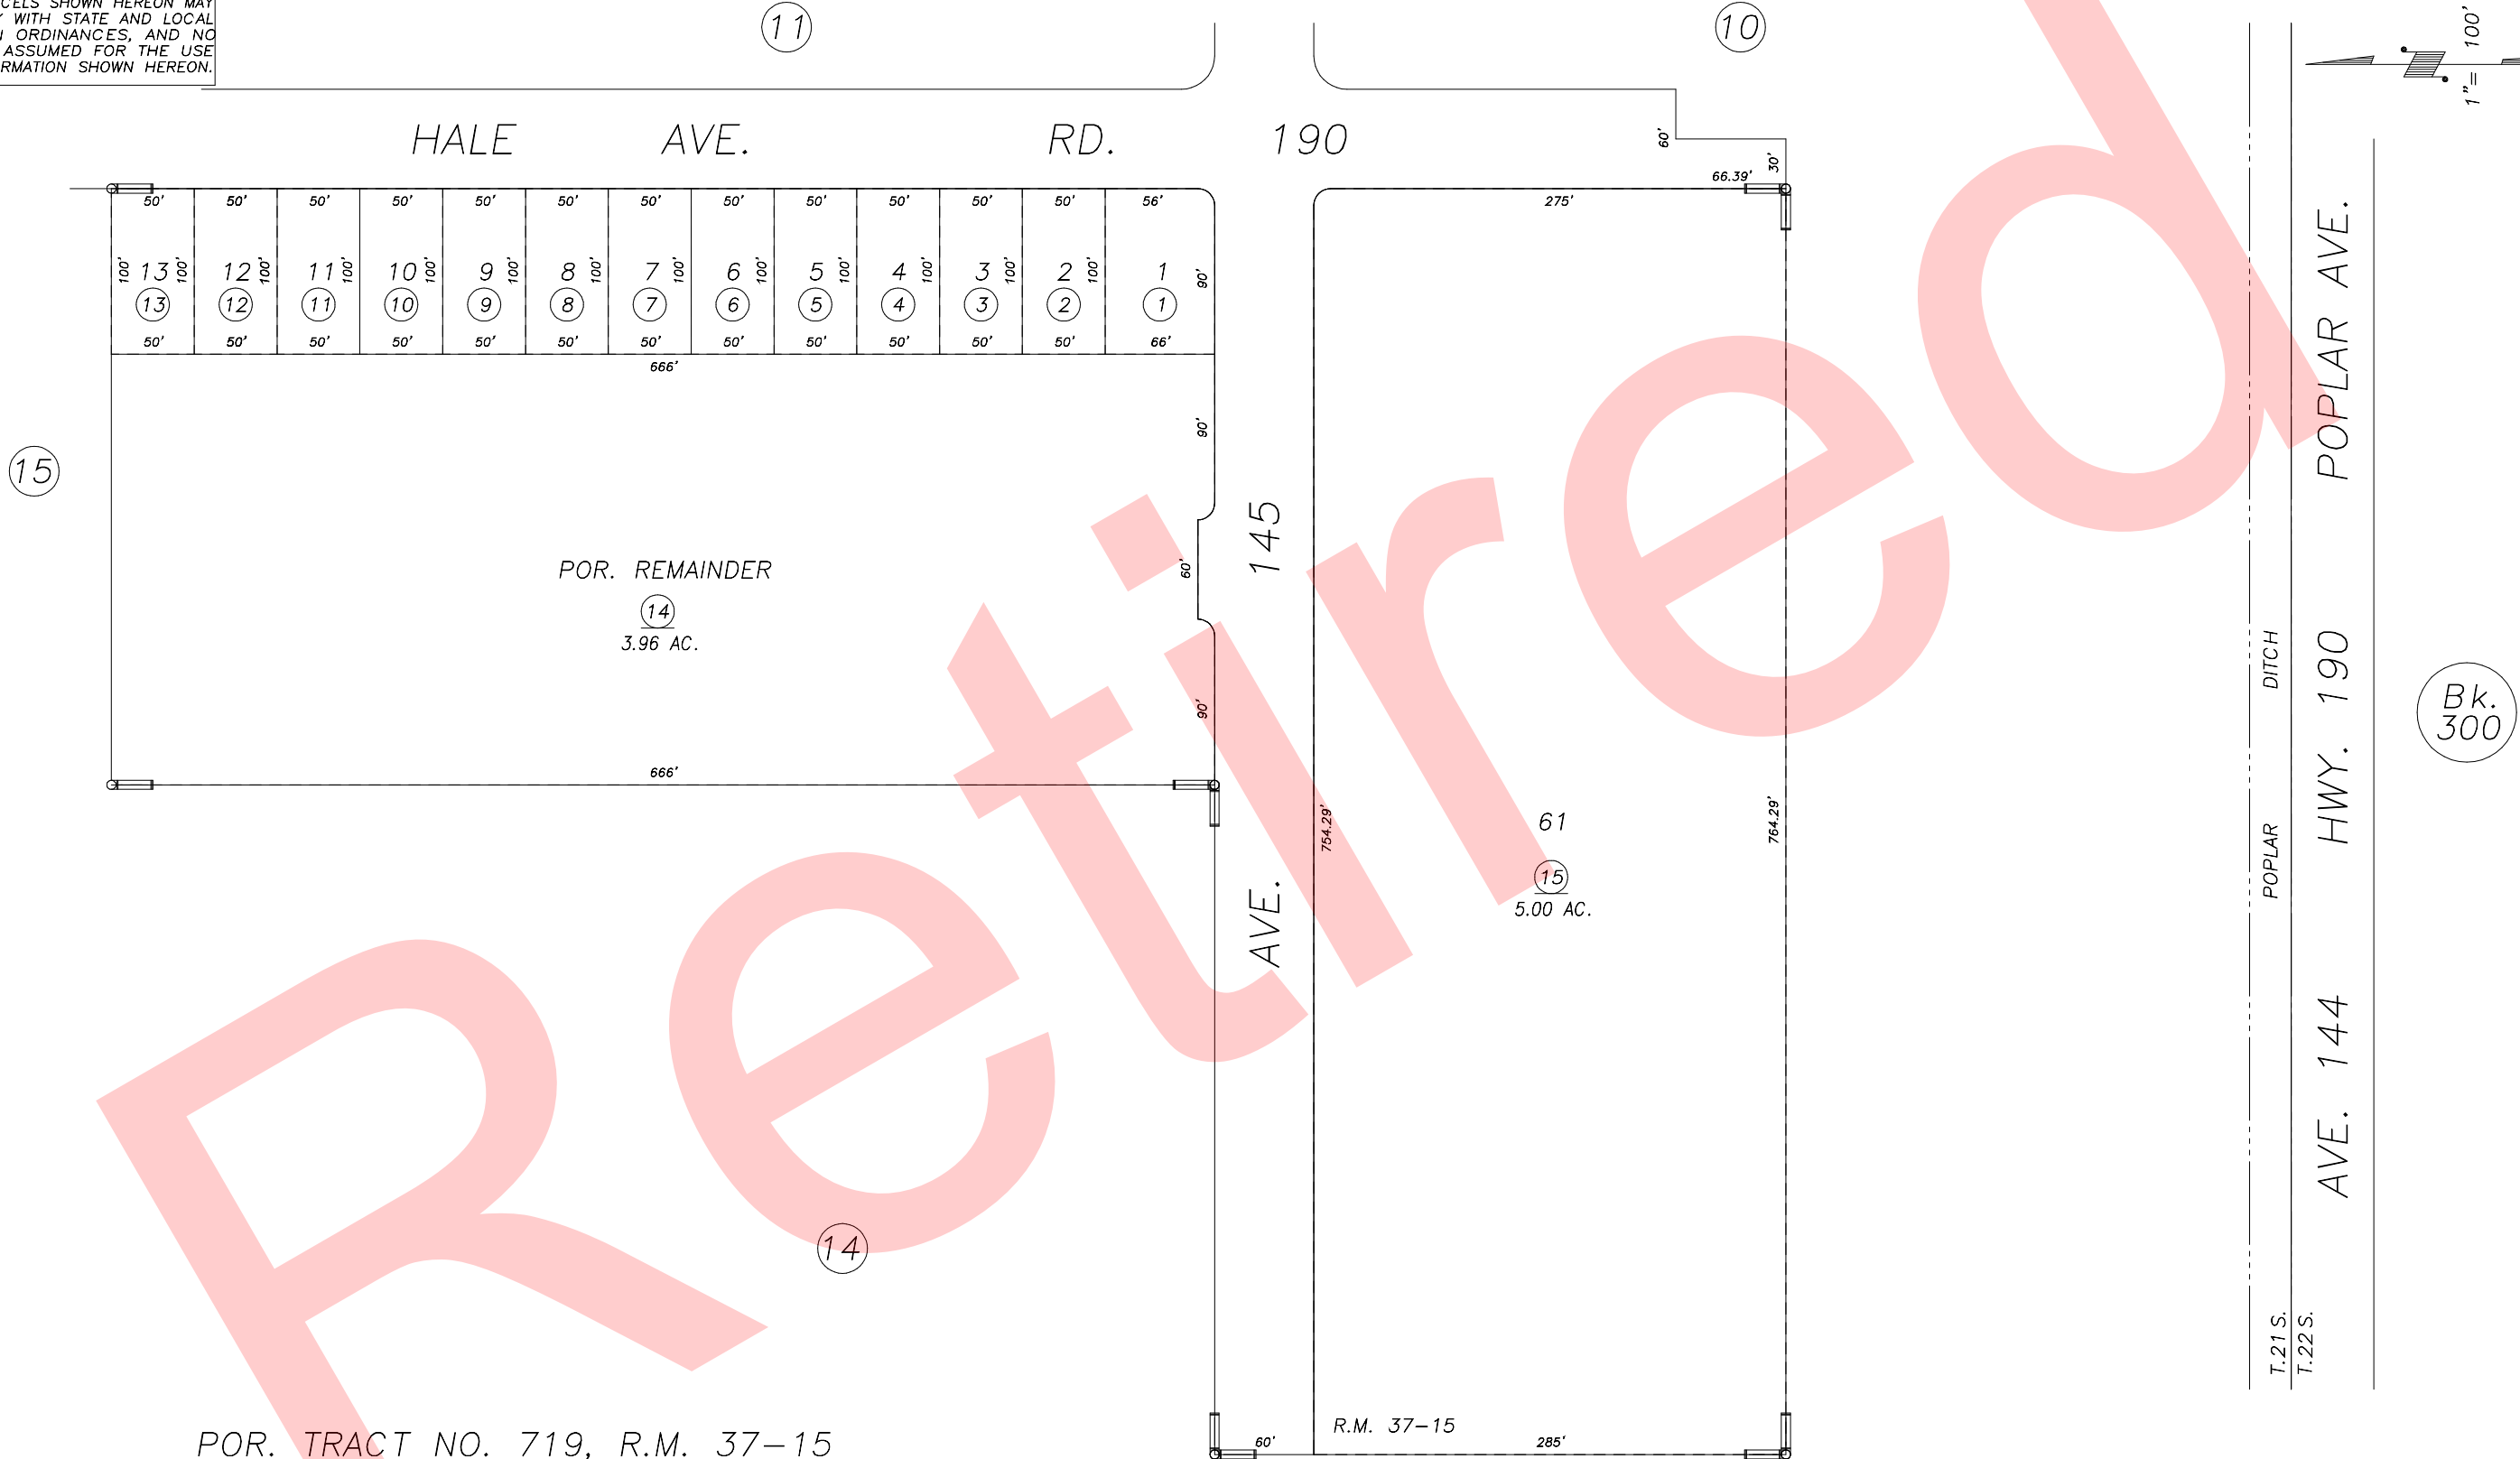 CELS SHOWN HEREON MAY
WITH STATE AND LOCAL
ORDINANCES, AND NO
ASSUMED FOR THE USE
RMATION SHOWN HEREON.
11
10
1"= 100'
HALE AVE. RD. 190
60'
30'
66.39'
50' 50' 50' 50' 50' 50' 50' 50' 50' 50' 50' 50' 56'
275'
100' 13 100' 12 100' 11 100' 10 100' 9 100' 8 100' 7 100' 6 100' 5 100' 4 100' 3 100' 2 100' 1 90'
13 12 11 10 9 8 7 6 5 4 3 2 1
50' 50' 50' 50' 50' 50' 50' 50' 50' 50' 50' 50' 66'
666'
90'
15
POR. REMAINDER
14
3.96 AC.
60'
90'
666'
AVE. 145
754.29'
764.29'
61
15
5.00 AC.
POPLAR DITCH
AVE. 144 HWY. 190 POPLAR AVE.
Bk.
300
14
T.21 S.
T.22 S.
R.M. 37-15
60'
285'
POR. TRACT NO. 719, R.M. 37-15
Retired